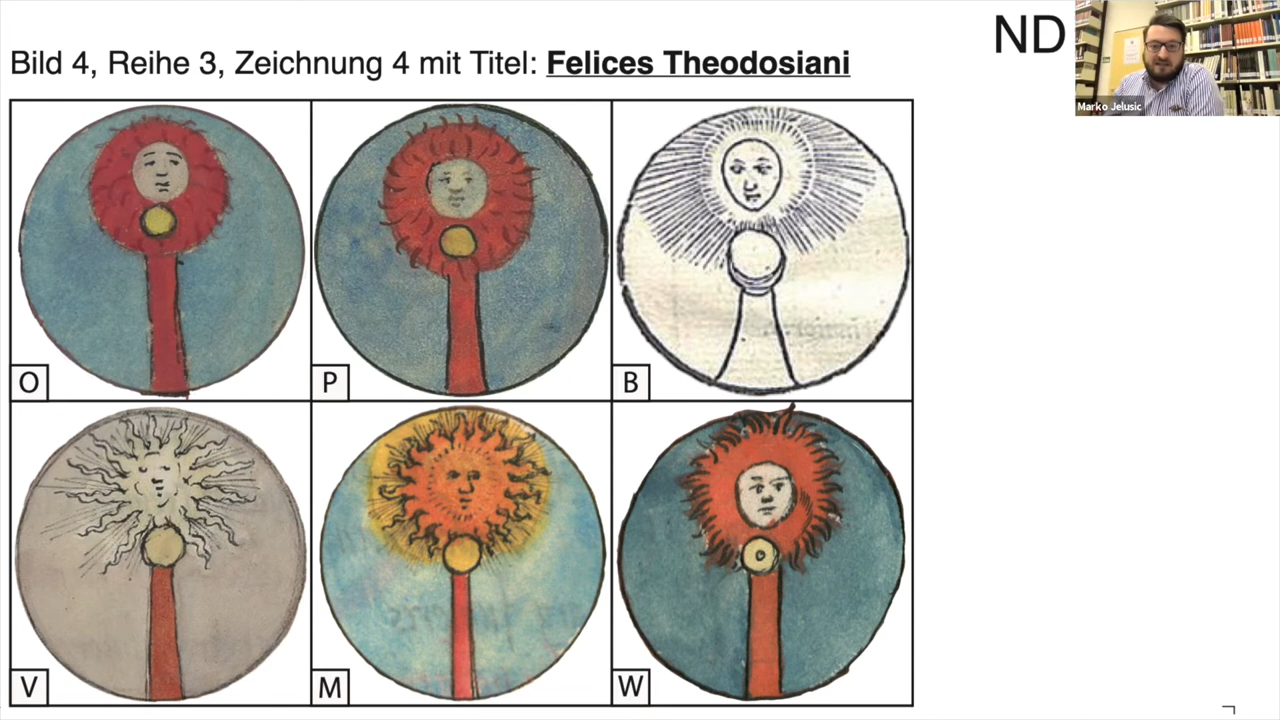 ND
Bild 4, Reihe 3, Zeichnung 4 mit Titel: Felices Theodosiani
Marko Jelusic
O
P
B
V
M
W